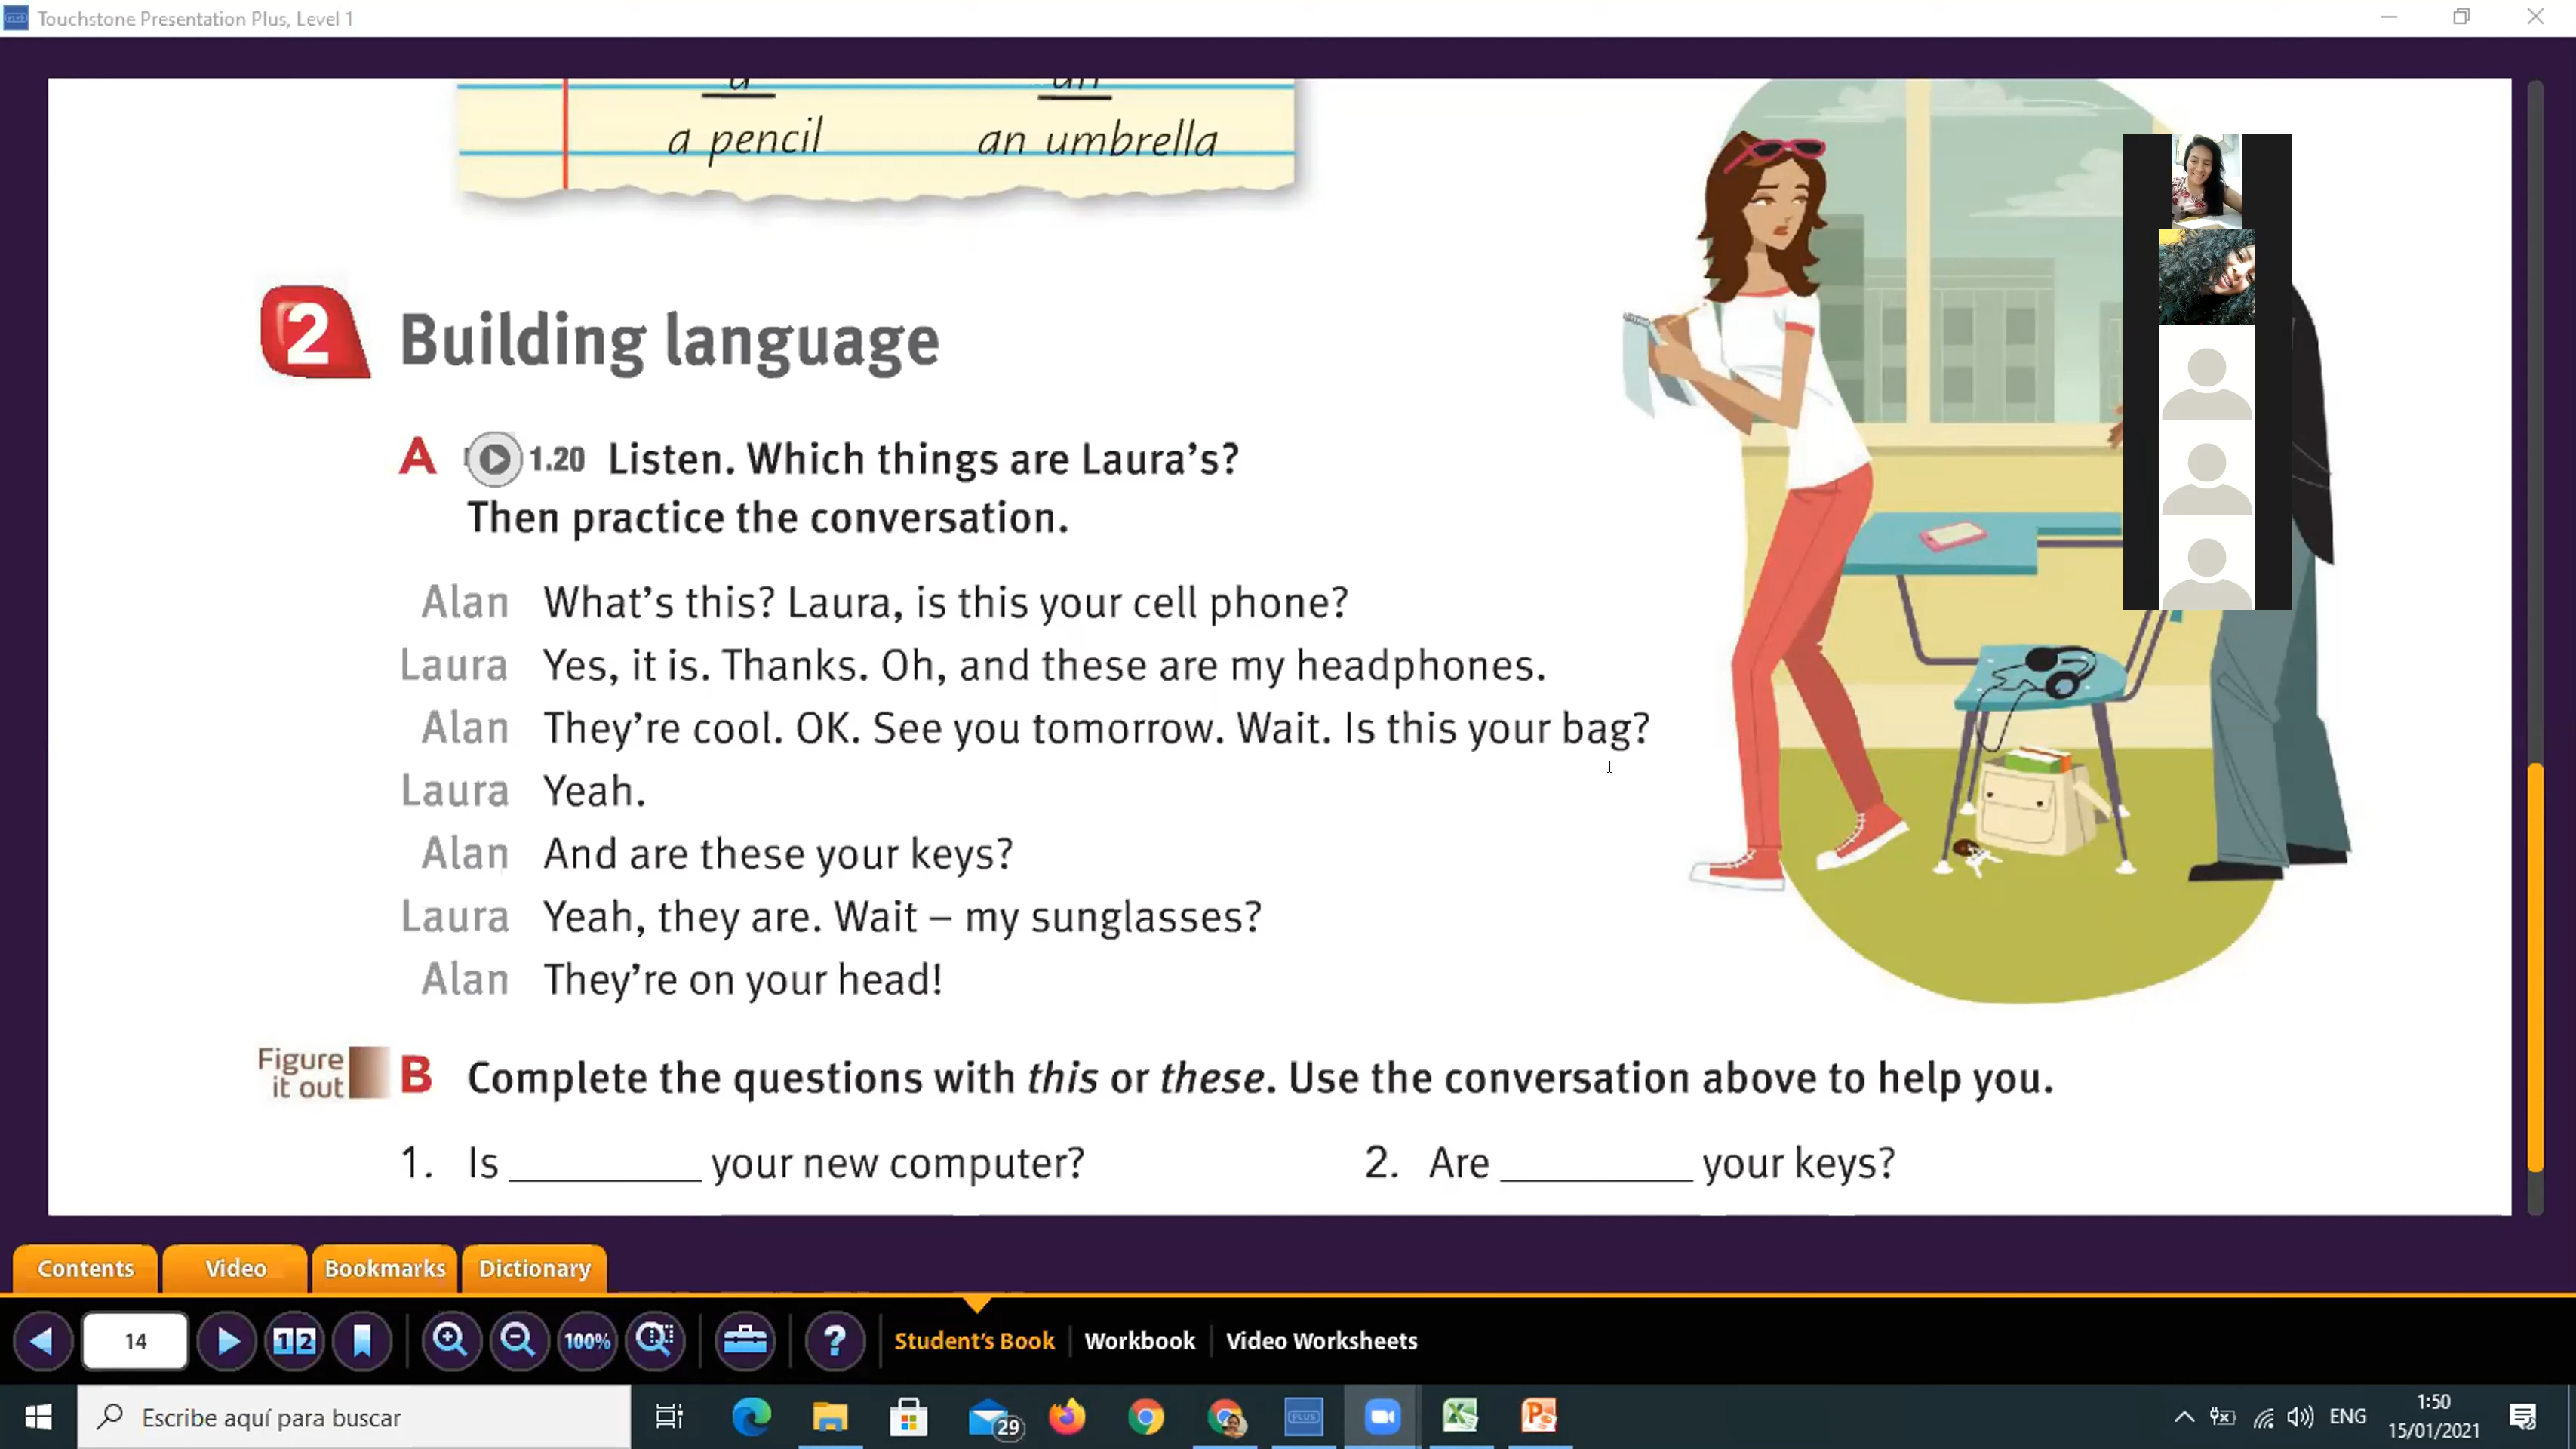 Touchstone Presentation Plus, Level 1
a an
a pencil an umbrella
2 Building language
A 1.20 Listen. Which things are Laura's?
Then practice the conversation.
Alan What's this? Laura, is this your cell phone?
Laura Yes, it is. Thanks. Oh, and these are my headphones.
Alan They're cool. OK. See you tomorrow. Wait. Is this your bag?
Laura Yeah.
Alan And are these your keys?
Laura Yeah, they are. Wait – my sunglasses?
Alan They're on your head!
Figure
it out
B Complete the questions with this or these. Use the conversation above to help you.
1. Is ________ your new computer? 2. Are ________ your keys?
Contents Video Bookmarks Dictionary
14 12 100% ? Student's Book Workbook Video Worksheets
Escribe aquí para buscar 29 PLUS ENG 1:50
15/01/2021